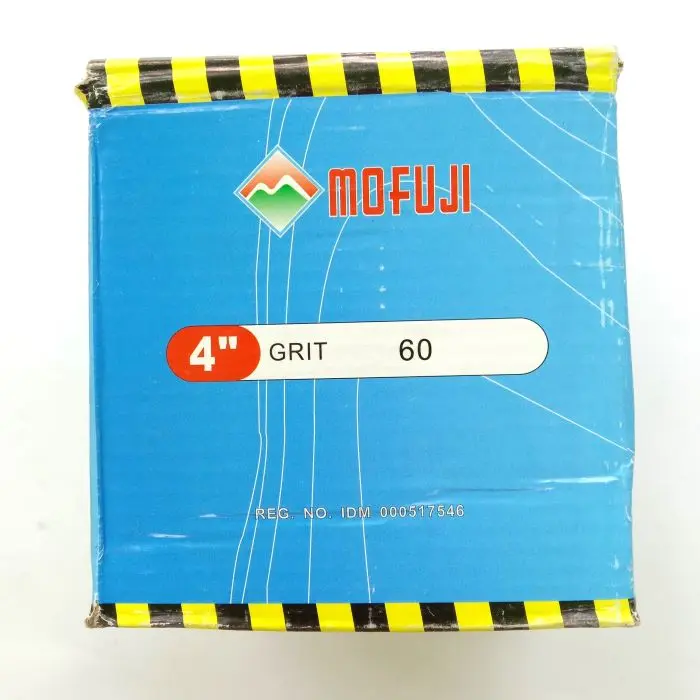 MOFUJI
4" GRIT 60
REG. NO. IDM 000517546